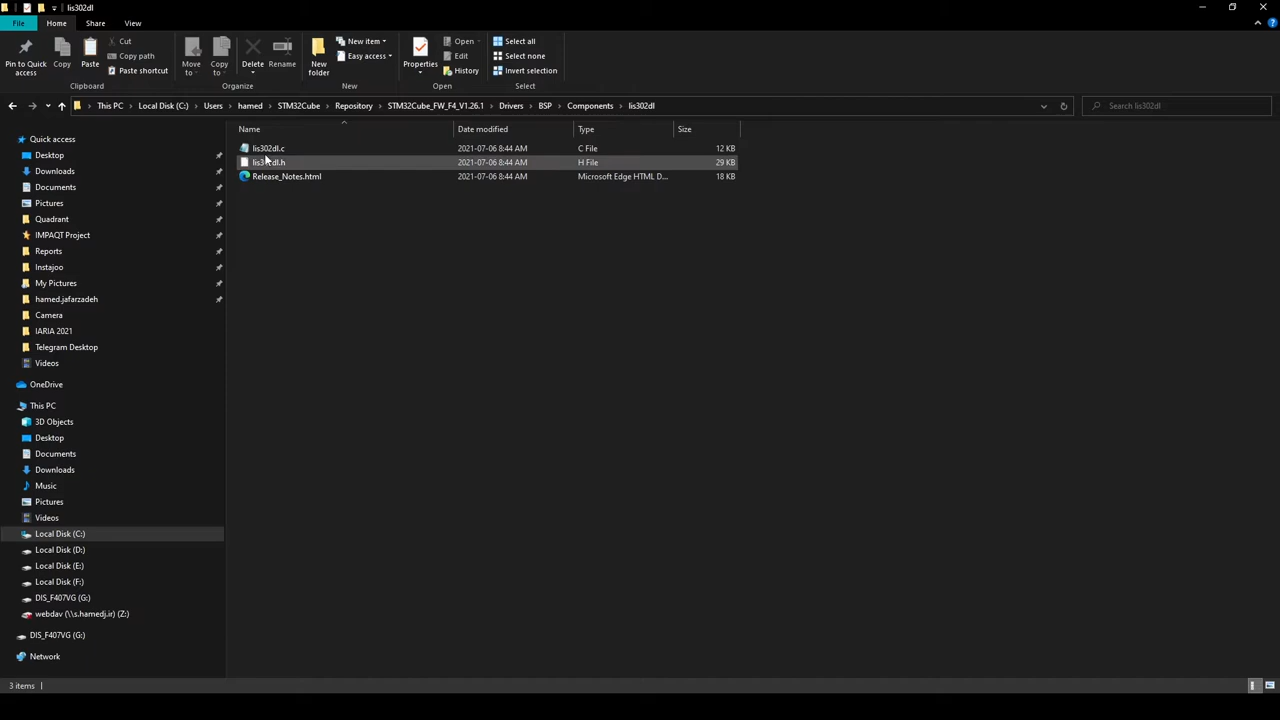 lis302dl
File
Home
Share
View
Pin to Quick access
Copy
Paste
Cut
Copy path
Paste shortcut
Clipboard
Move to
Copy to
Delete
Rename
Organize
New folder
New item
Easy access
New
Properties
Open
Edit
History
Open
Select all
Select none
Invert selection
Select
This PC
Local Disk (C:)
Users
hamed
STM32Cube
Repository
STM32Cube_FW_F4_V1.26.1
Drivers
BSP
Components
lis302dl
Search lis302dl
Name
Date modified
Type
Size
lis302dl.c 2021-07-06 8:44 AM C File 12 KB
2021-07-06 8:44 AM H File 29 KB
Release_Notes.html 2021-07-06 8:44 AM Microsoft Edge HTML D... 18 KB
Quick access
Desktop
Downloads
Documents
Pictures
Quadrant
IMPAQT Project
Reports
Instajoo
My Pictures
hamed.jafarzadeh
Camera
IARIA 2021
Telegram Desktop
Videos
OneDrive
This PC
3D Objects
Desktop
Documents
Downloads
Music
Pictures
Videos
Local Disk (C:)
Local Disk (D:)
Local Disk (E:)
Local Disk (F:)
DIS_F407VG (G:)
webdav (\\s.hamedj.ir) (Z:)
DIS_F407VG (G:)
Network
3 items